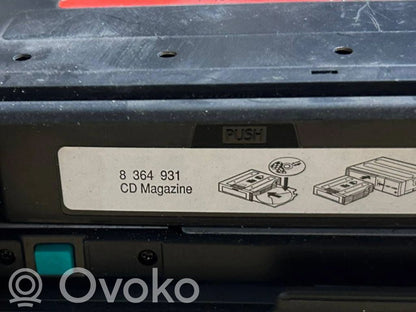 PUSH
8 364 931
CD Magazine
Ovoko